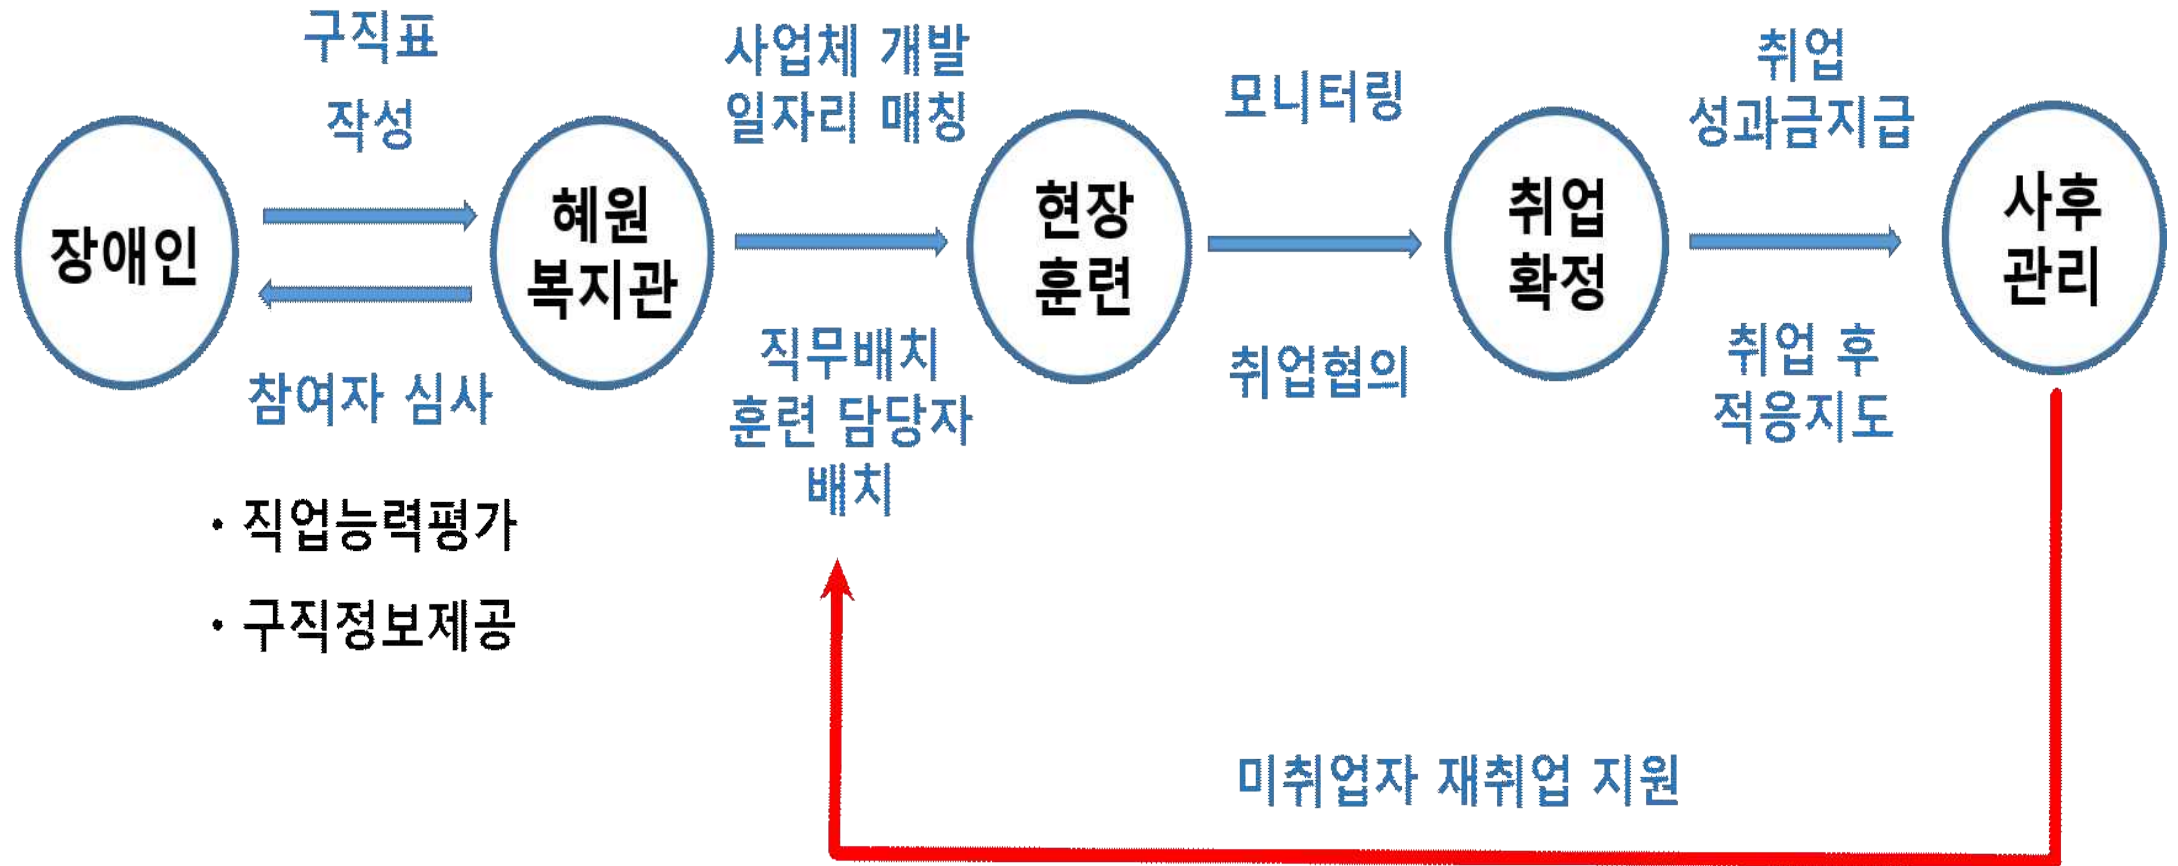 장애인
구직표
작성
참여자 심사
· 직업능력평가
· 구직정보제공
혜원
복지관
사업체 개발
일자리 매칭
직무배치
훈련 담당자
배치
현장
훈련
모니터링
취업협의
취업
확정
취업
성과금지급
취업 후
적응지도
사후
관리
미취업자 재취업 지원